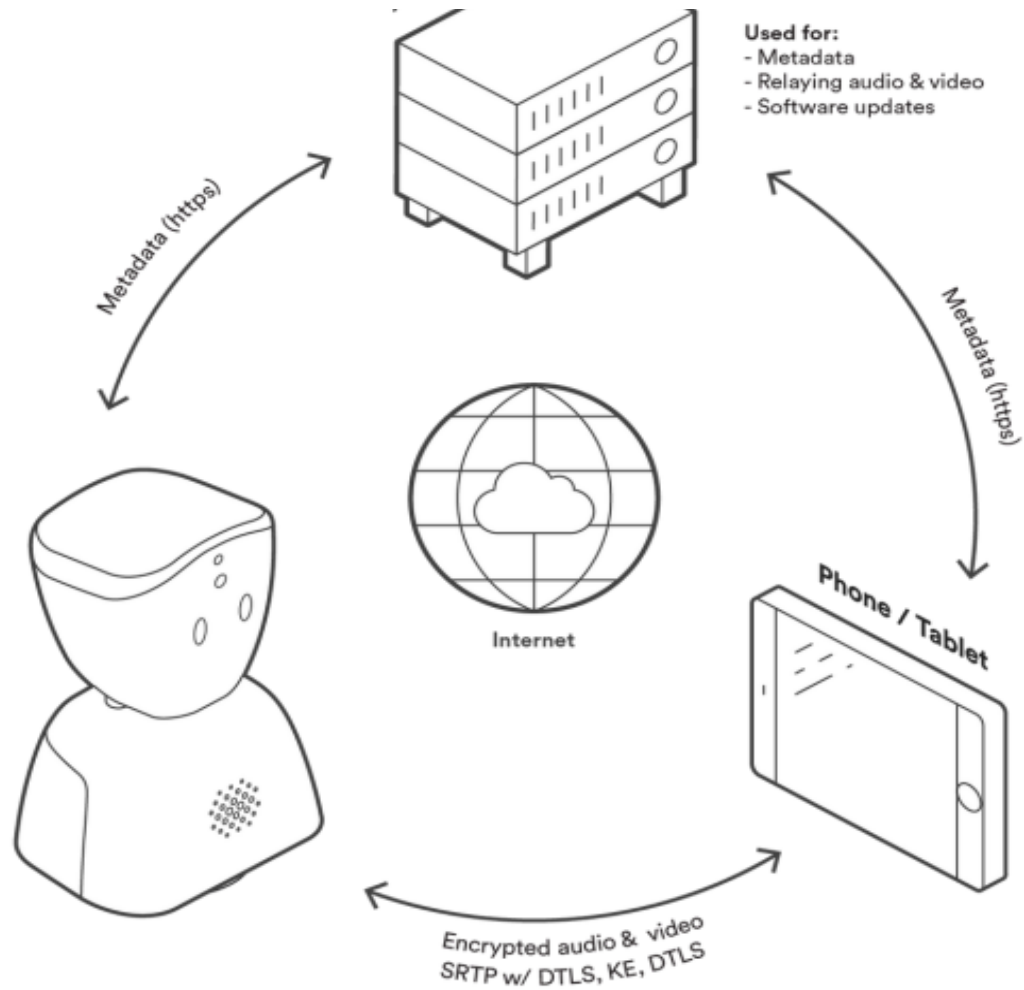 Used for:
- Metadata
- Relaying audio & video
- Software updates
Metadata (https)
Metadata (https)
Internet
Phone / Tablet
Encrypted audio & video
SRTP w/ DTLS, KE, DTLS